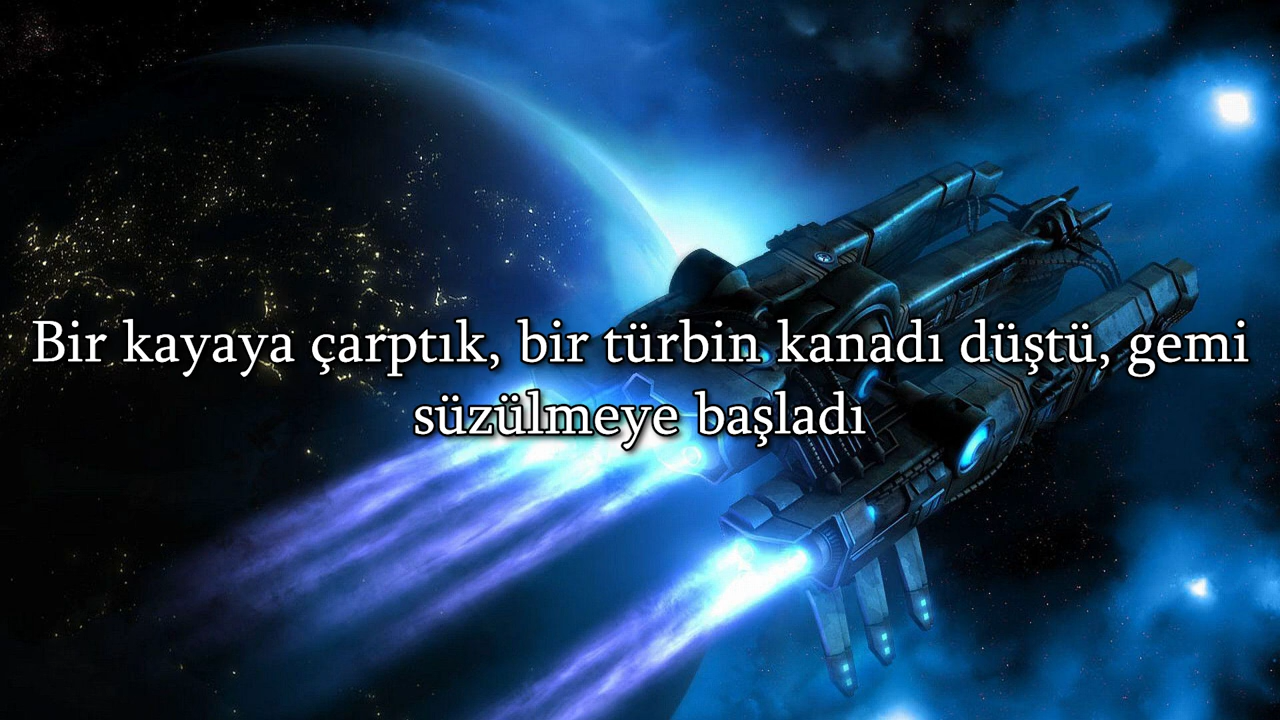 Bir kayaya çarptık, bir türbin kanadı düştü, gemi
süzülmeye başladı